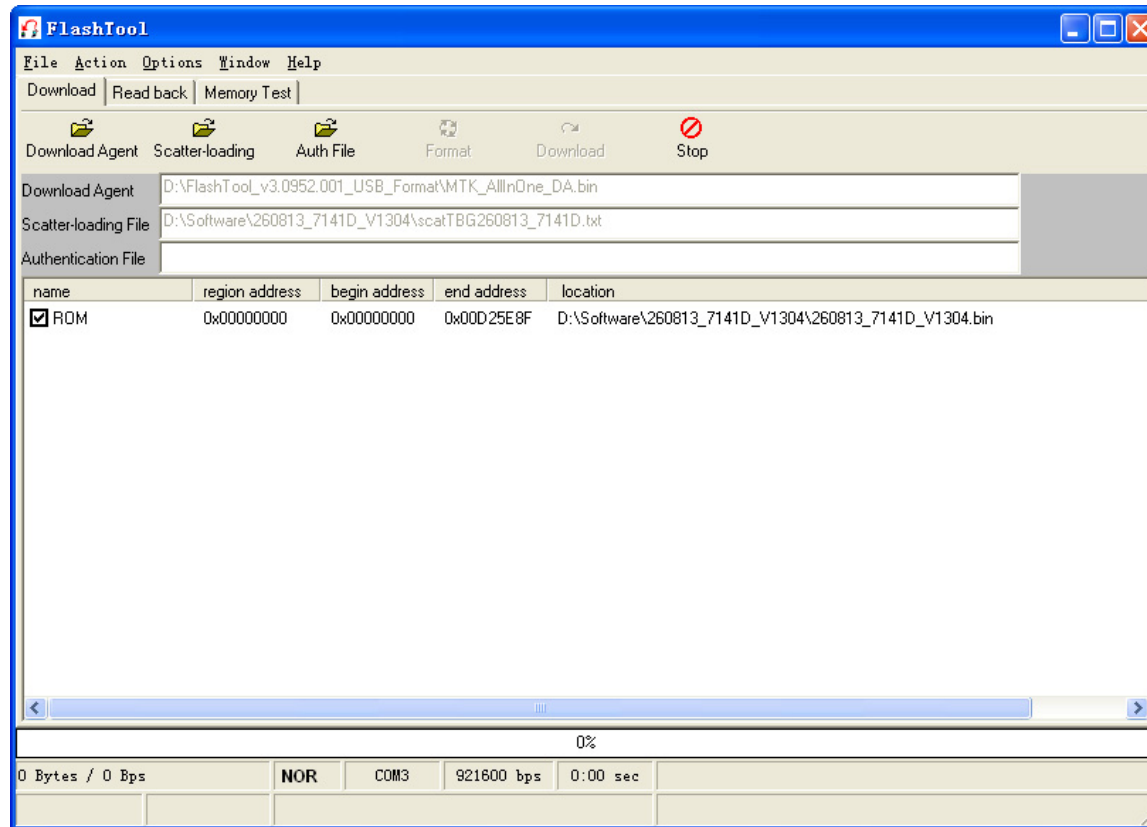 FlashTool
File Action Options Window Help
Download Read back Memory Test
Download Agent Scatter-loading Auth File Format Download Stop
Download Agent D:\FlashTool_v3.0952.001_USB_Format\MTK_AllInOne_DA.bin
Scatter-loading File D:\Software\260813_7141D_V1304\scatTBG260813_7141D.txt
Authentication File
name region address begin address end address location
ROM 0x00000000 0x00000000 0x00D25E8F D:\Software\260813_7141D_V1304\260813_7141D_V1304.bin
0%
0 Bytes / 0 Bps NOR COM3 921600 bps 0:00 sec